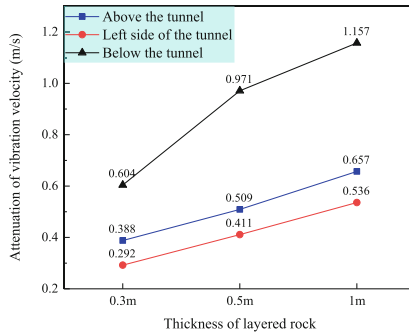 Above the tunnel
Left side of the tunnel
Below the tunnel
Attenuation of vibration velocity (m/s)
1.2
1.0
0.8
0.6
0.4
0.2
1.157
0.971
0.604
0.657
0.509
0.388
0.536
0.411
0.292
0.3m
0.5m
1m
Thickness of layered rock